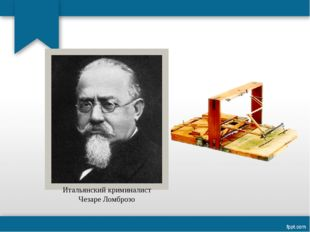 Итальянский криминалист
Чезаре Ломброзо
fppt.com